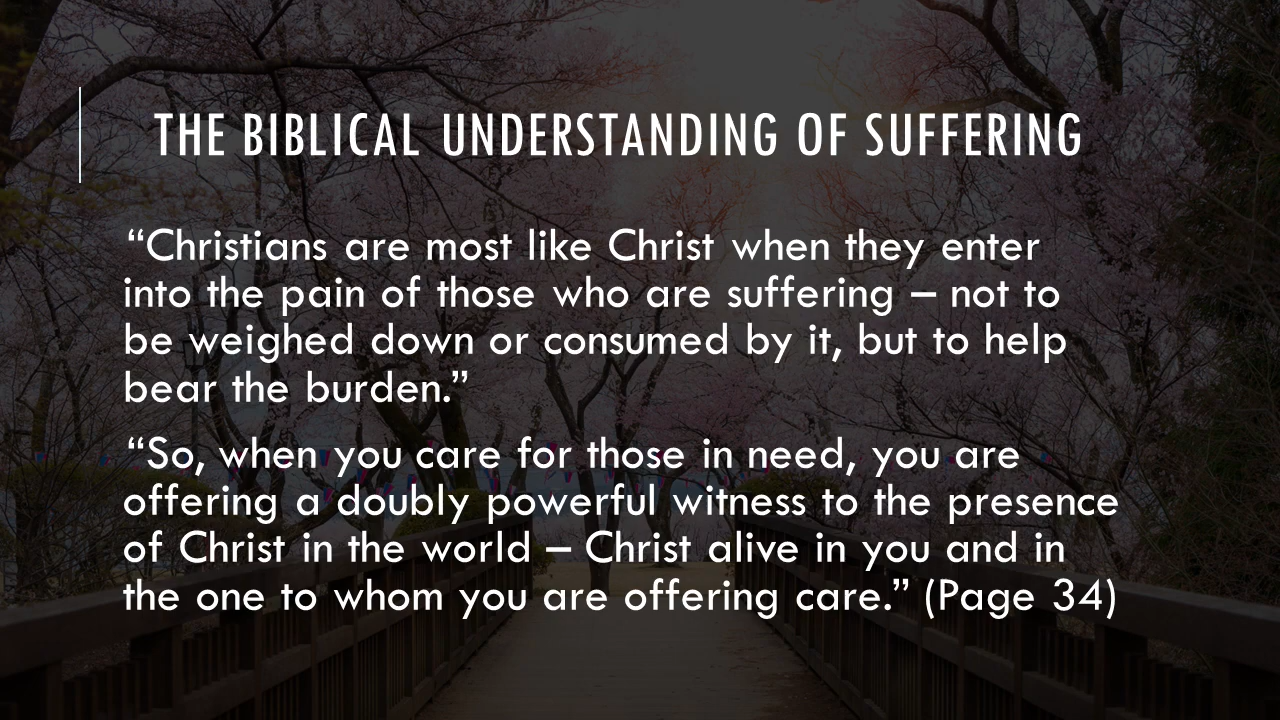 THE BIBLICAL UNDERSTANDING OF SUFFERING
“Christians are most like Christ when they enter
into the pain of those who are suffering – not to
be weighed down or consumed by it, but to help
bear the burden.”
“So, when you care for those in need, you are
offering a doubly powerful witness to the presence
of Christ in the world – Christ alive in you and in
the one to whom you are offering care.” (Page 34)